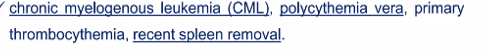 chronic myelogenous leukemia (CML), polycythemia vera, primary
thrombocythemia, recent spleen removal.